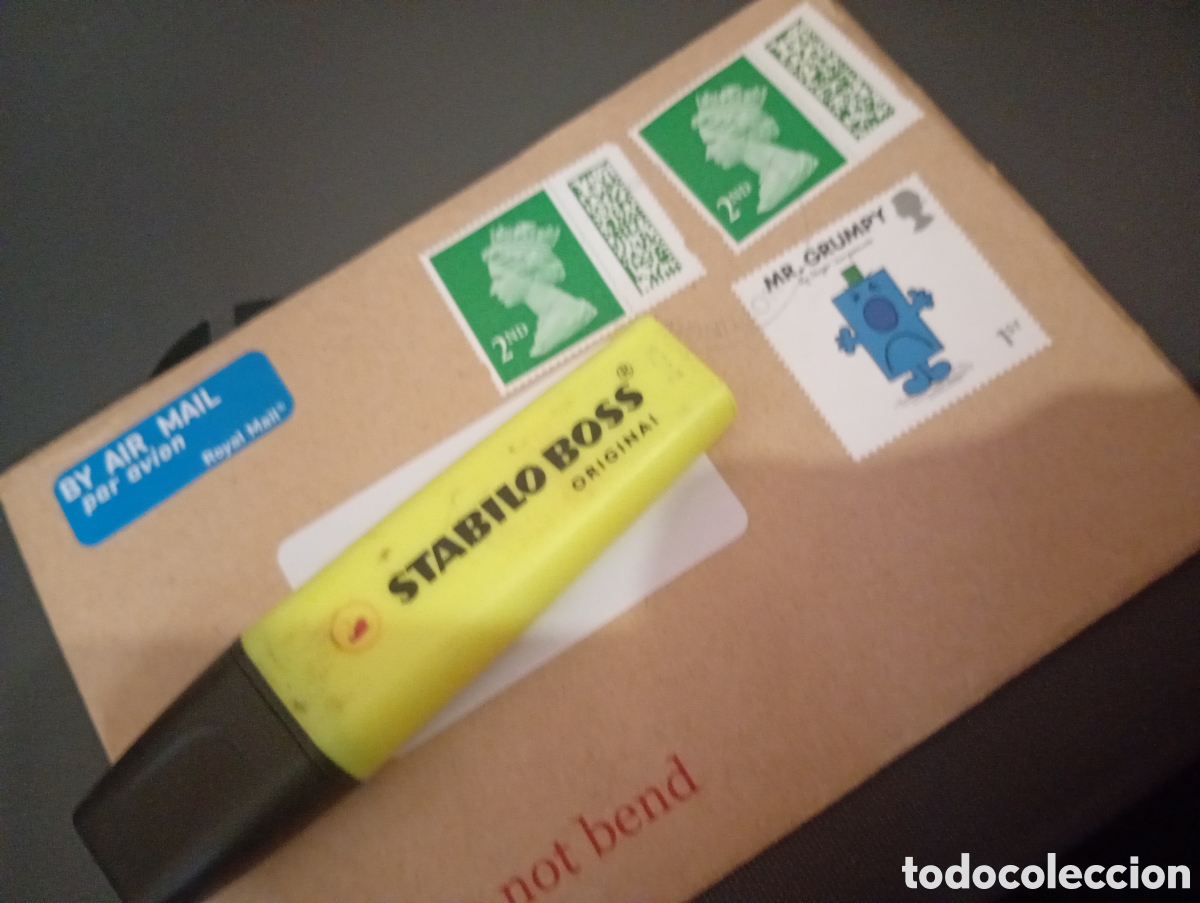 2ND
2ND
MR. GRUMPY
1ST
BY AIR MAIL
par avion
Royal Mail®
STABILO BOSS®
ORIGINAL
not bend
todocoleccion